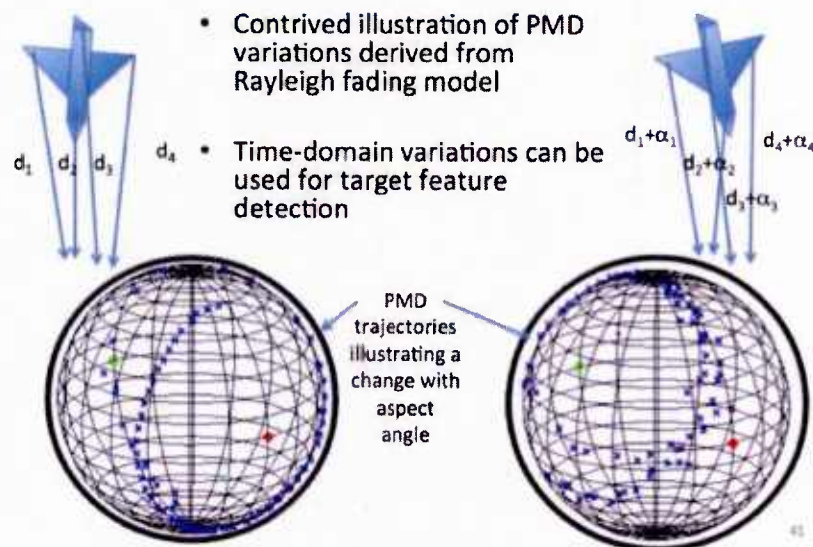 • Contrived illustration of PMD
variations derived from
Rayleigh fading model
• Time-domain variations can be
used for target feature
detection
d₁
d₂
d₃
d₄
d₁+α₁
d₂+α₂
d₃+α₃
d₄+α₄
PMD
trajectories
illustrating a
change with
aspect
angle
41